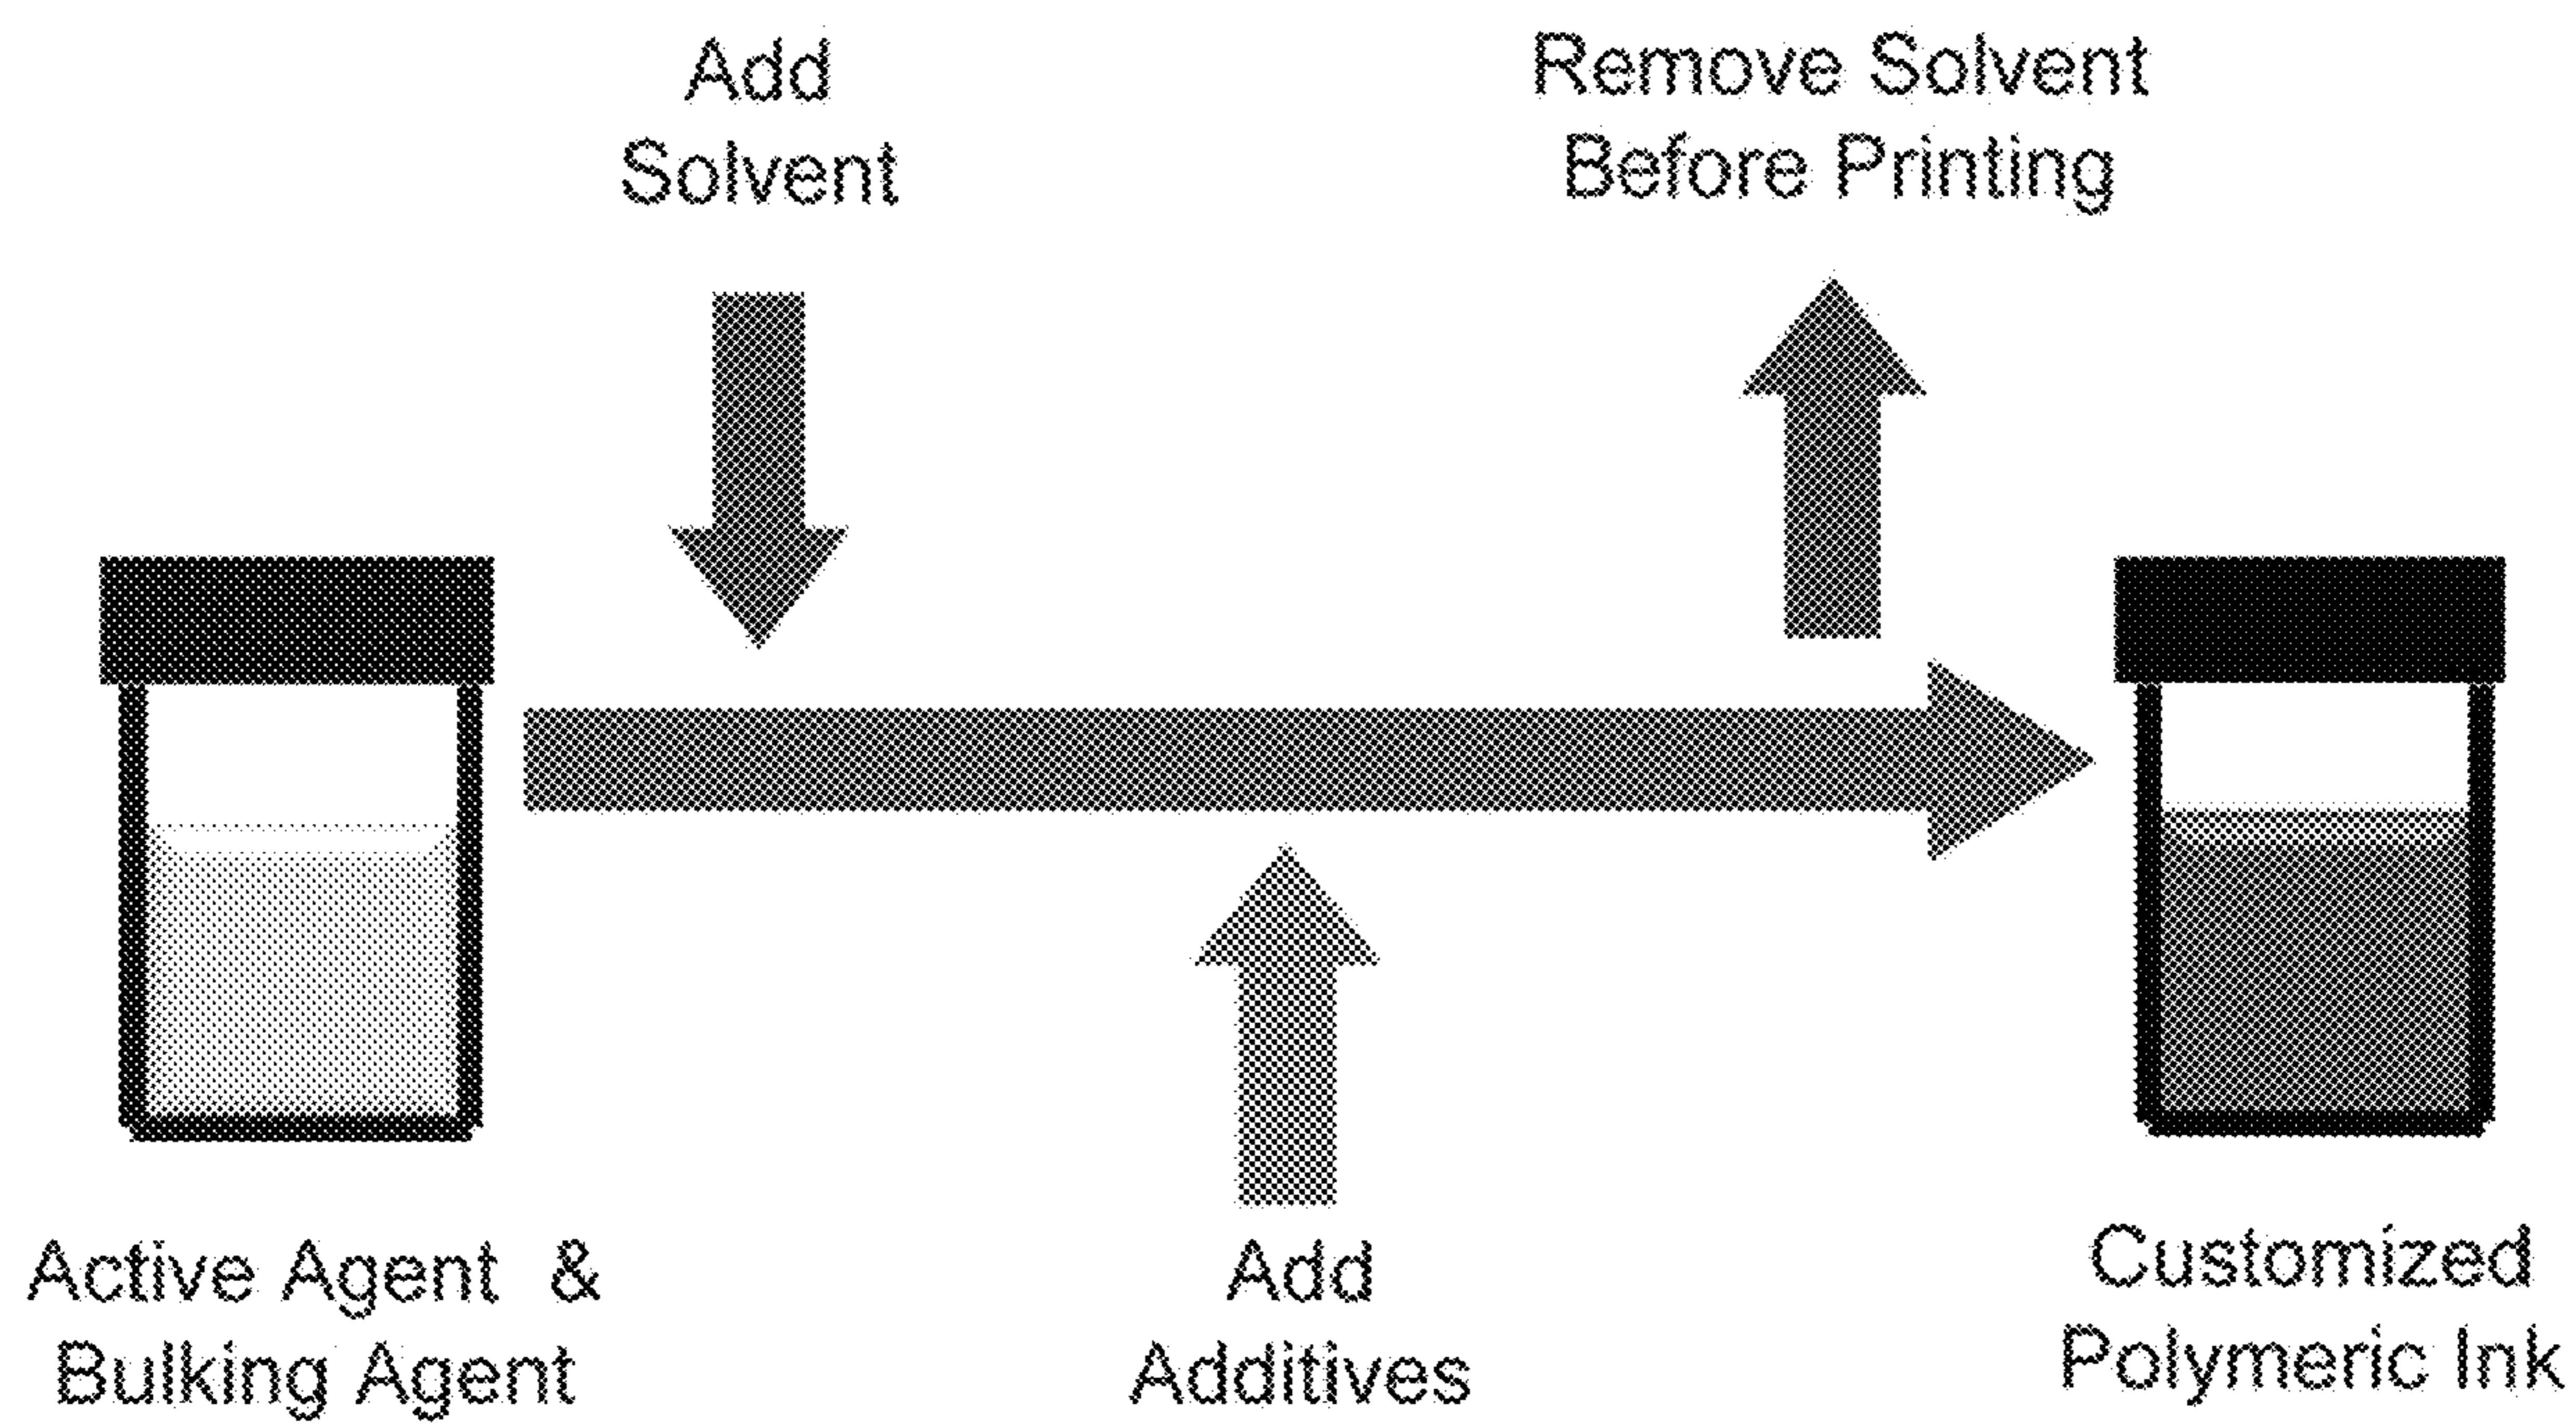 Add
Solvent
Remove Solvent
Before Printing
Active Agent &
Bulking Agent
Add
Additives
Customized
Polymeric Ink